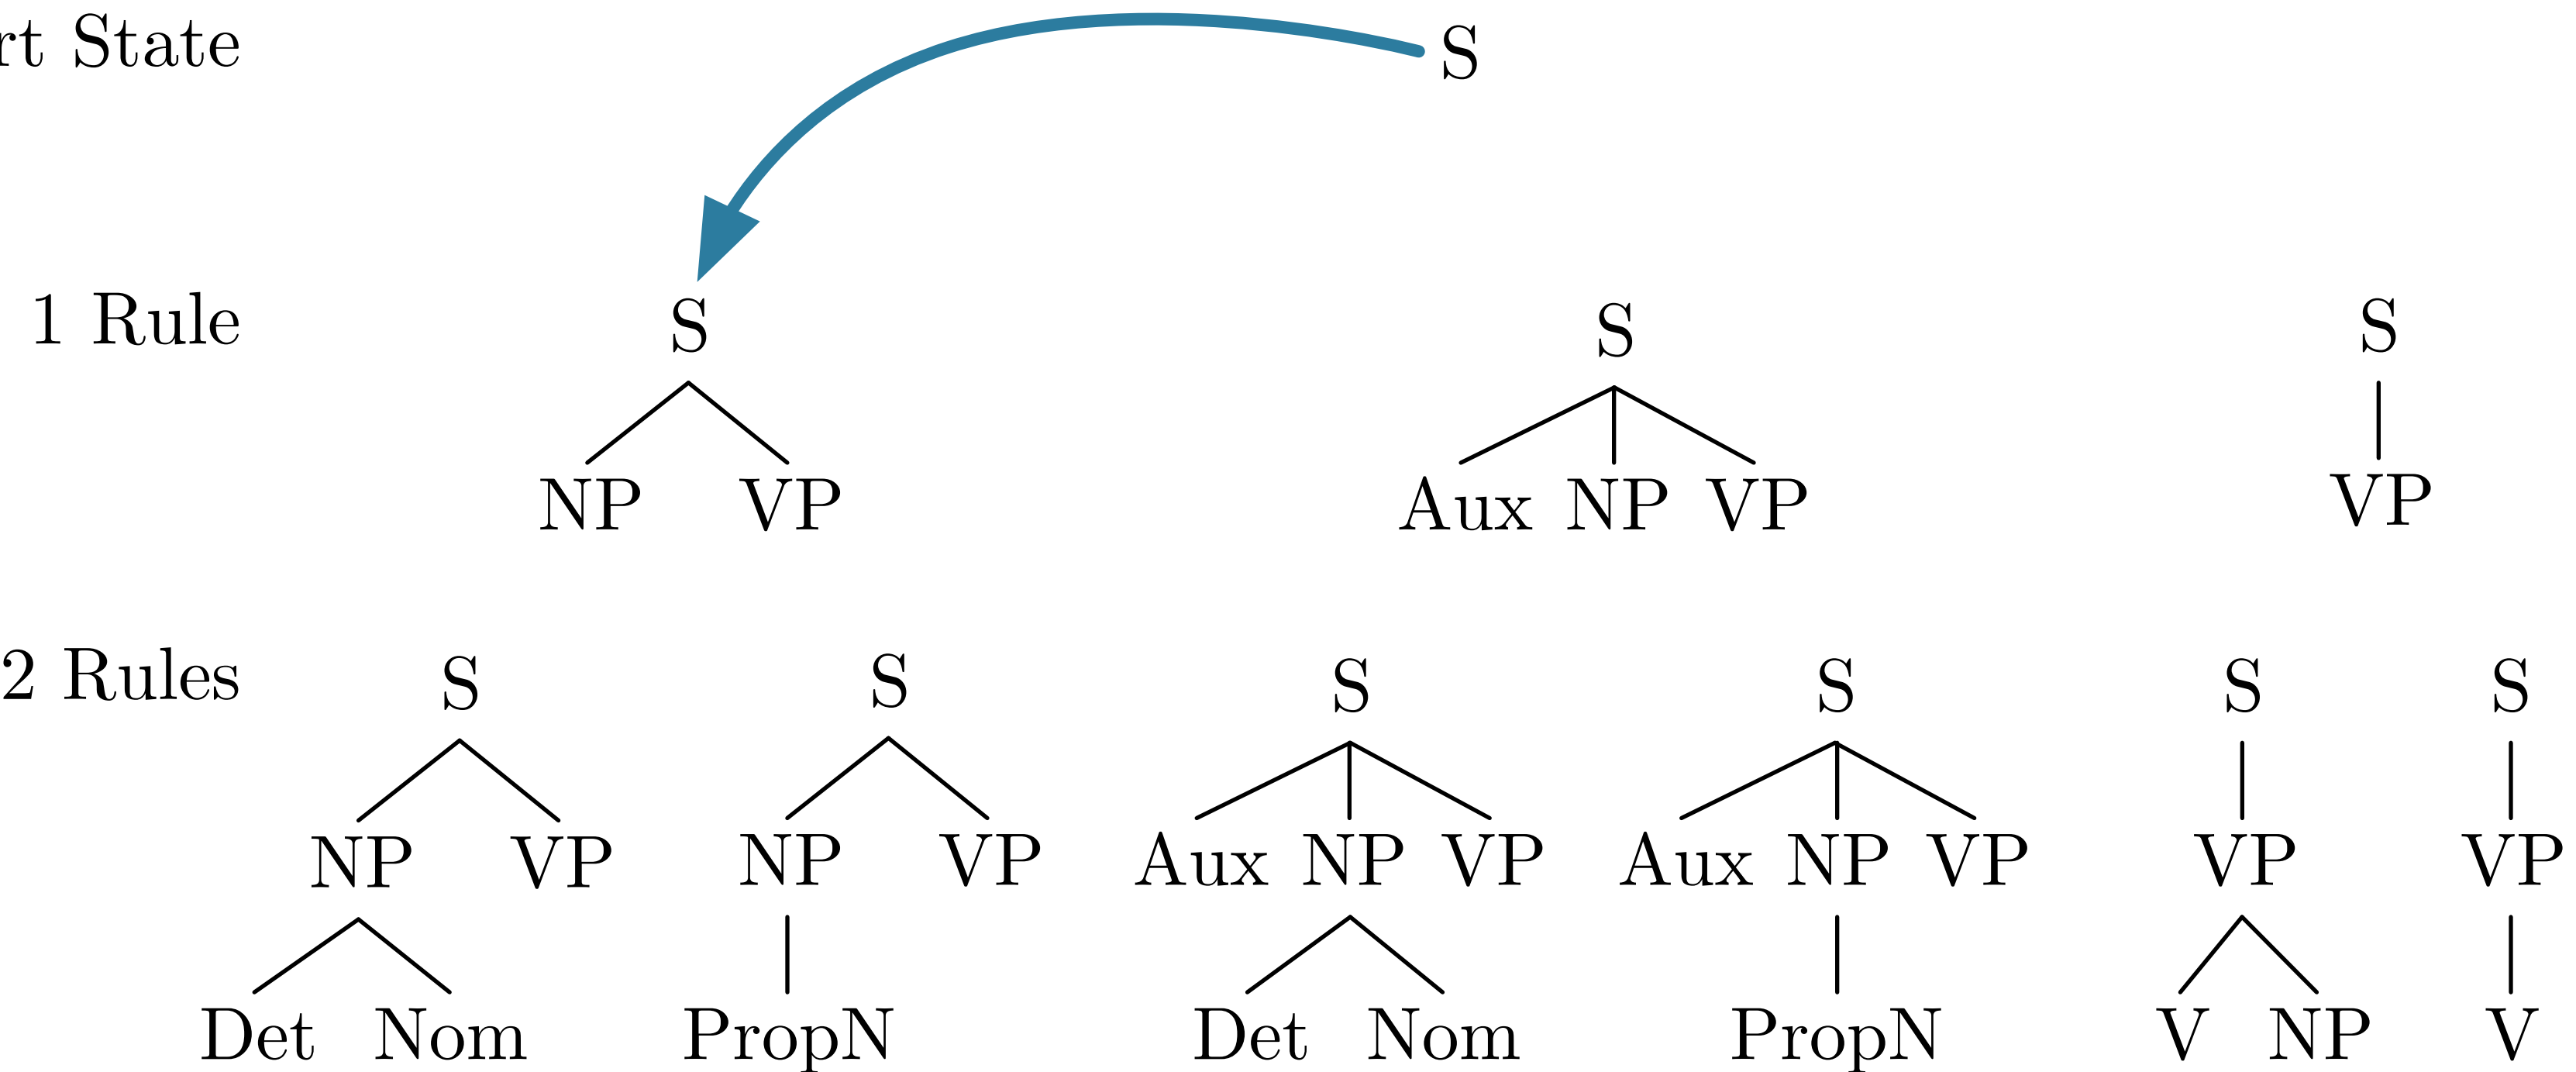 rt State S
1 Rule S S S
NP VP Aux NP VP VP
2 Rules S S S S S S
NP VP NP VP Aux NP VP Aux NP VP VP VP
Det Nom PropN Det Nom PropN V NP V